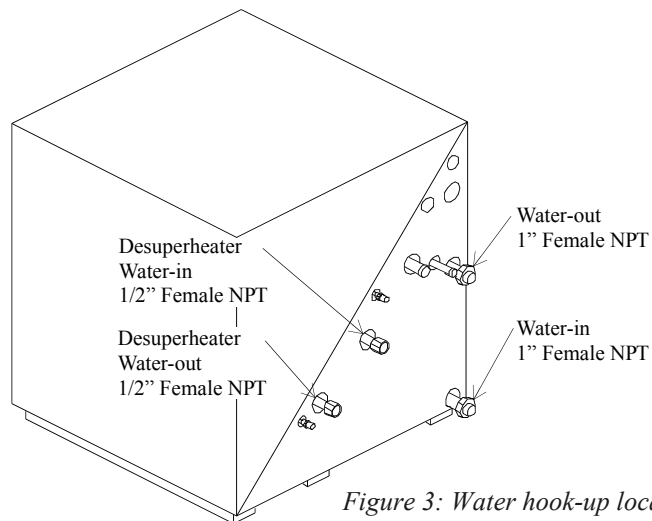 Water-out
1” Female NPT
Desuperheater
Water-in
1/2” Female NPT
Water-in
1” Female NPT
Desuperheater
Water-out
1/2” Female NPT
Figure 3: Water hook-up loca